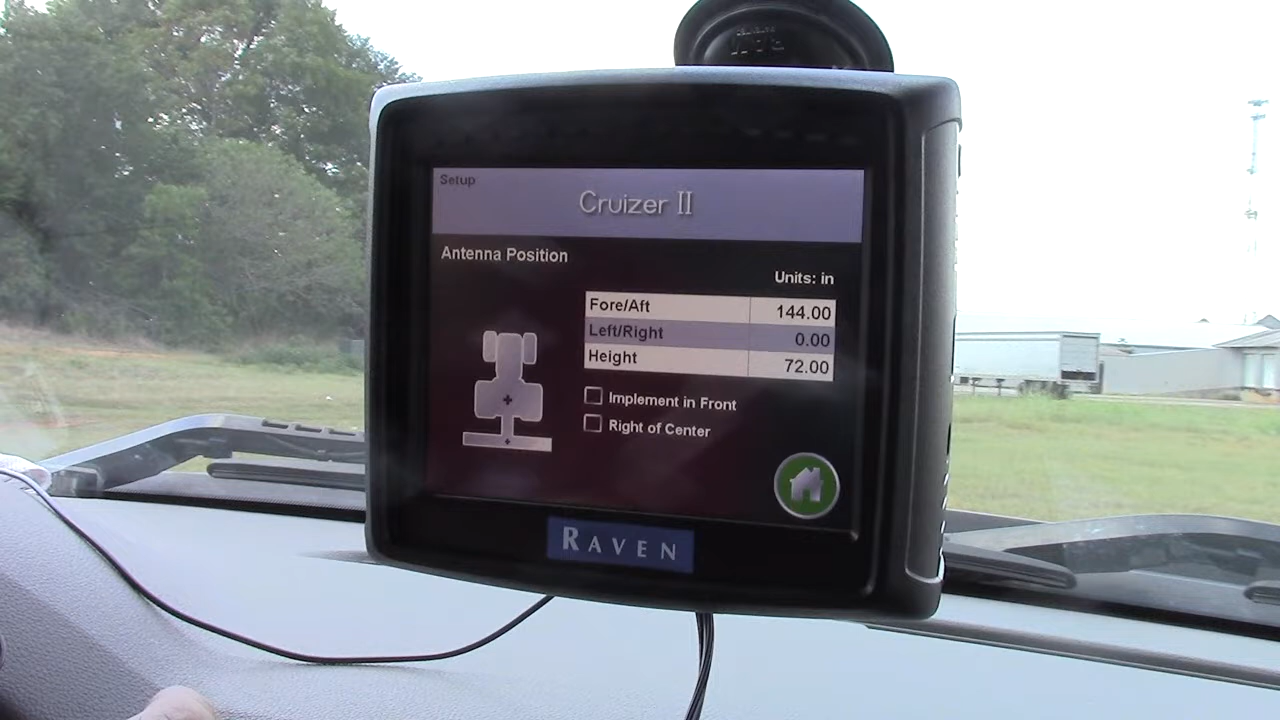 Setup
Cruizer II
Antenna Position
Units: in
Fore/Aft 144.00
Left/Right 0.00
Height 72.00
Implement in Front
Right of Center
RAVEN